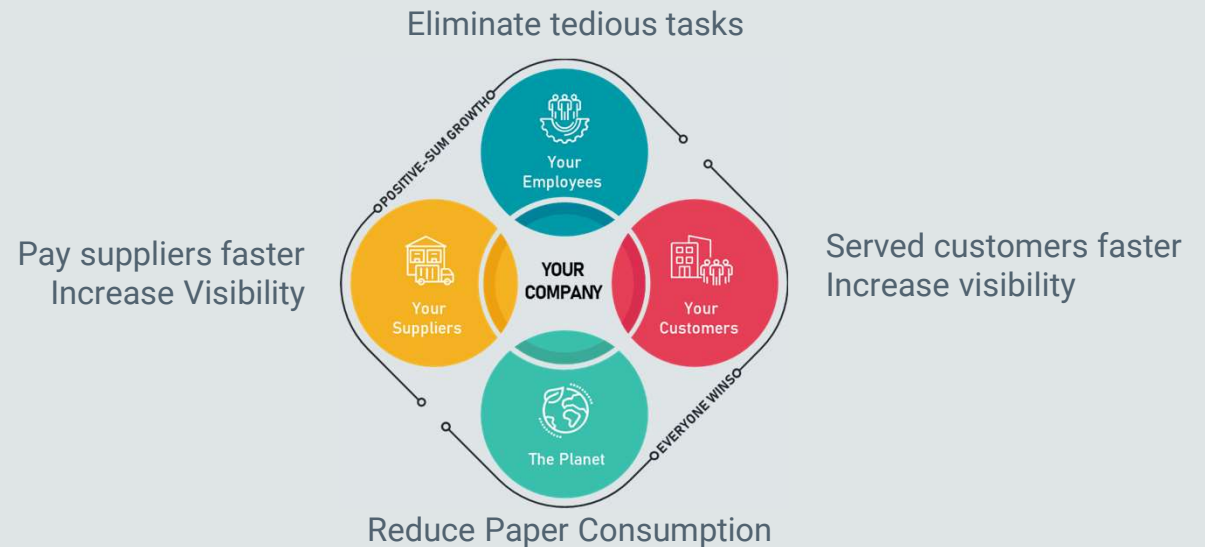 Eliminate tedious tasks
POSITIVE-SUM GROWTH
Your
Employees
Pay suppliers faster
Increase Visibility
Your
Suppliers
YOUR
COMPANY
Your
Customers
Served customers faster
Increase visibility
The Planet
EVERYONE WINS
Reduce Paper Consumption